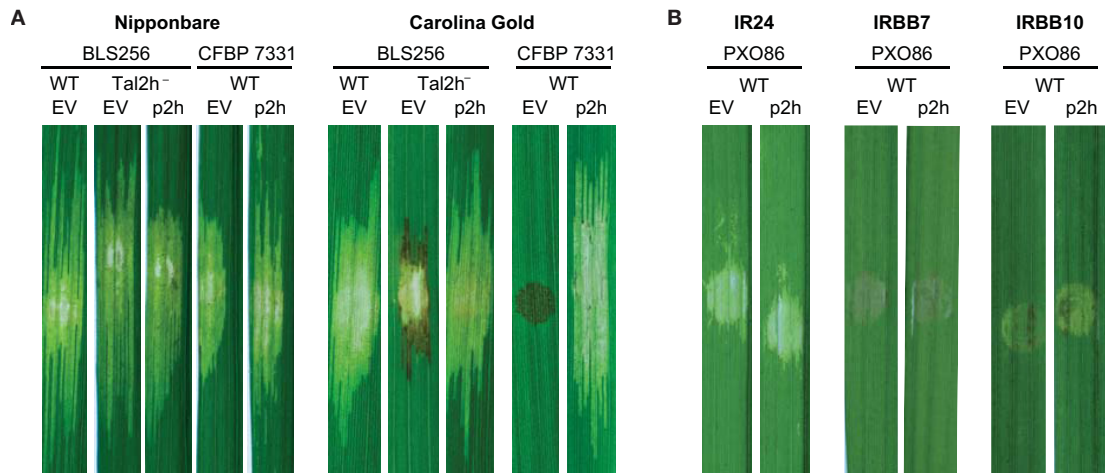 A
Nipponbare
Carolina Gold
BLS256
CFBP 7331
BLS256
CFBP 7331
WT
Tal2h⁻
WT
WT
Tal2h⁻
WT
EV
EV
p2h
EV
p2h
EV
EV
p2h
EV
p2h
B
IR24
IRBB7
IRBB10
PXO86
PXO86
PXO86
WT
WT
WT
EV
p2h
EV
p2h
EV
p2h